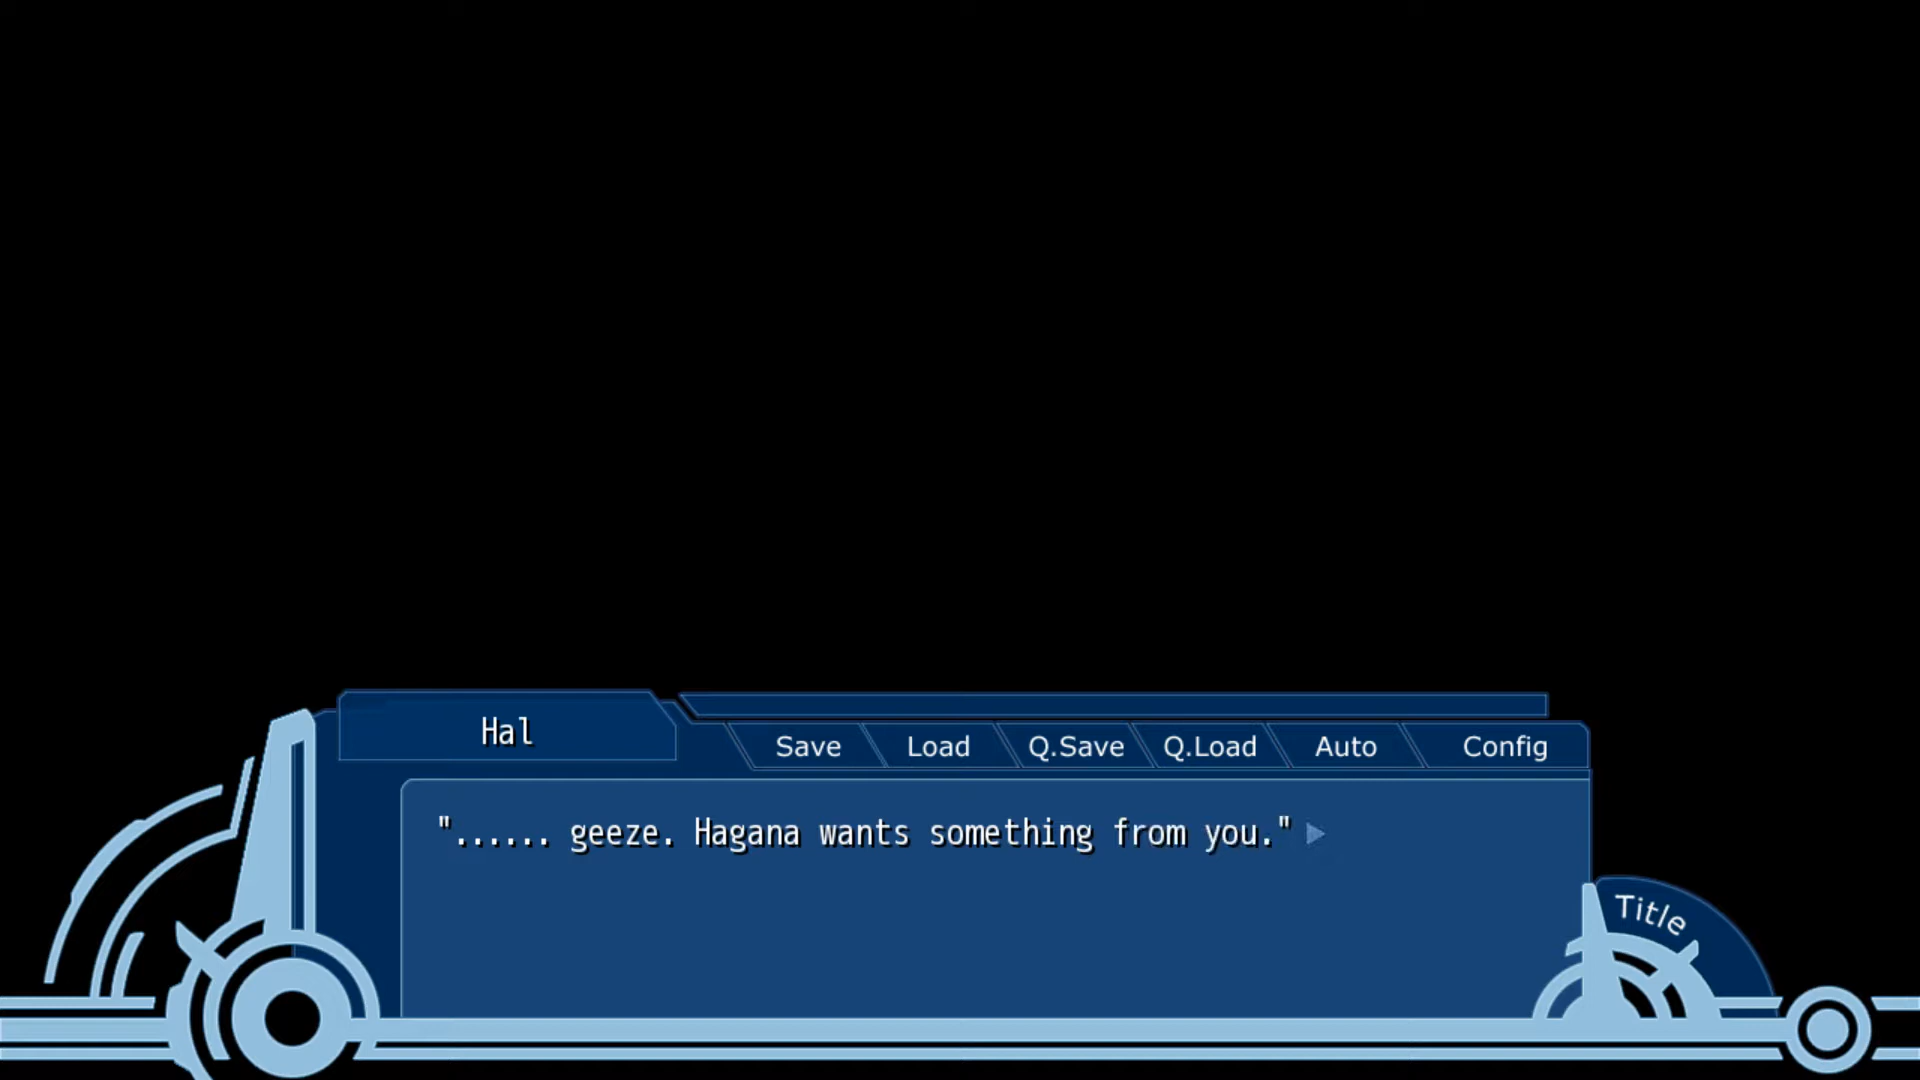 Hal
Save Load Q.Save Q.Load Auto Config
"...... geeze. Hagana wants something from you."
Title